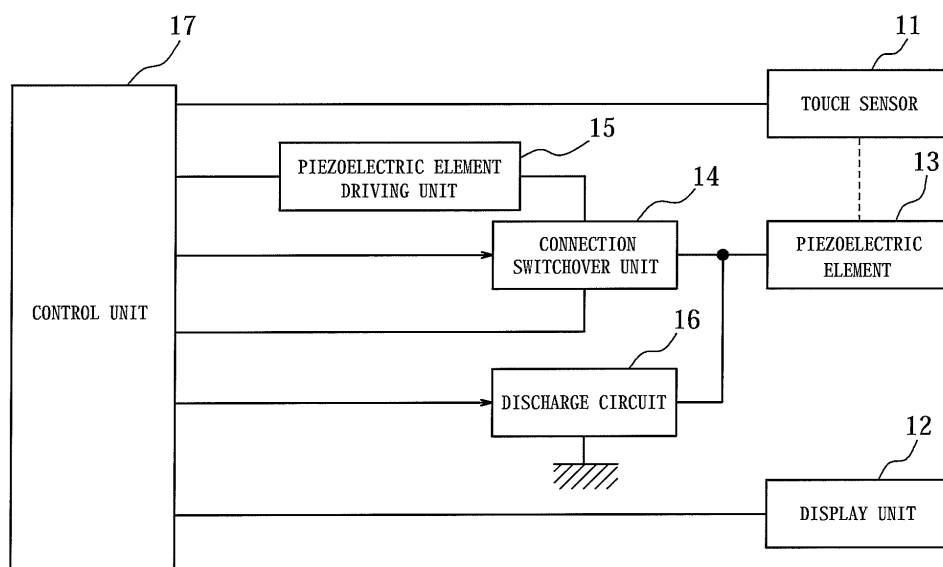 17
11
TOUCH SENSOR
15
PIEZOELECTRIC ELEMENT
DRIVING UNIT
14
13
CONNECTION
SWITCHOVER UNIT
PIEZOELECTRIC
ELEMENT
CONTROL UNIT
16
DISCHARGE CIRCUIT
12
DISPLAY UNIT